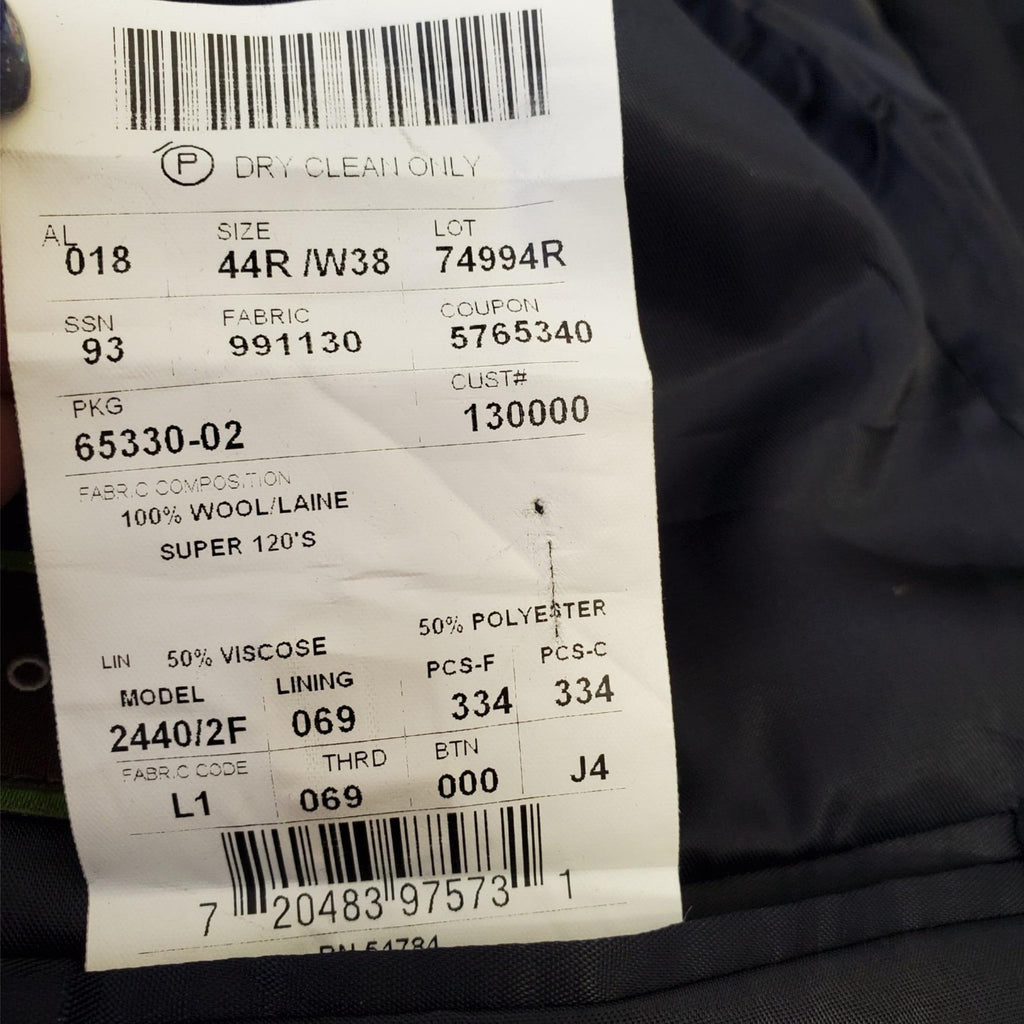 P DRY CLEAN ONLY
AL SIZE LOT
018 44R /W38 74994R
SSN FABRIC COUPON
93 991130 5765340
PKG CUST#
65330-02 130000
FABRIC COMPOSITION
100% WOOL/LAINE
SUPER 120'S
LIN 50% VISCOSE 50% POLYESTER
MODEL LINING PCS-F PCS-C
2440/2F 069 334 334
FABRIC CODE THRD BTN
L1 069 000 J4
7 20483 97573 1
RN 54784